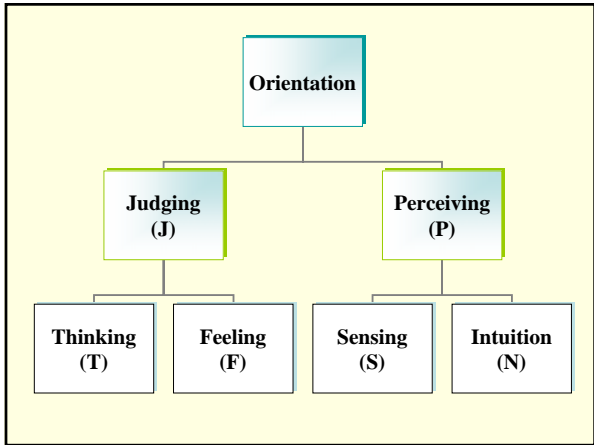 Orientation
Judging
(J)
Perceiving
(P)
Thinking
(T)
Feeling
(F)
Sensing
(S)
Intuition
(N)